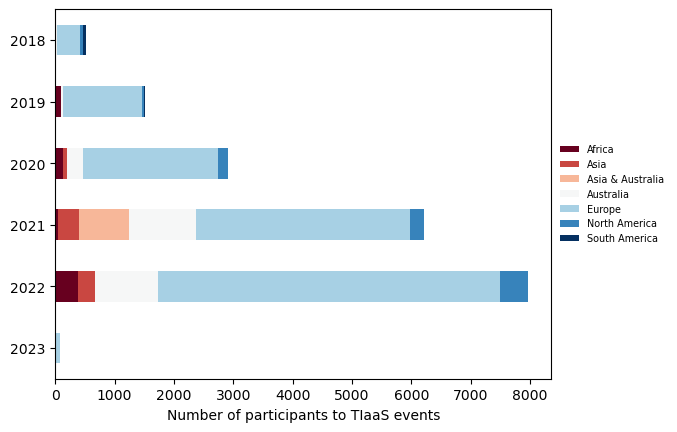 2018
2019
2020
2021
2022
2023
0 1000 2000 3000 4000 5000 6000 7000 8000
Number of participants to TIaaS events
Africa
Asia
Asia & Australia
Australia
Europe
North America
South America